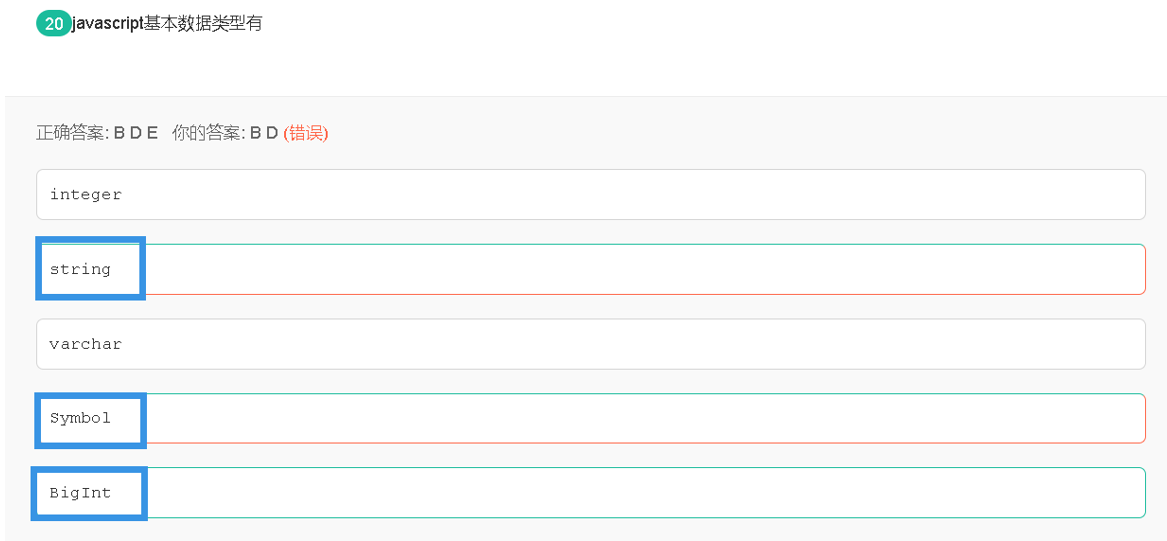 20 javascript基本数据类型有
正确答案: B D E 你的答案: B D (错误)
integer
string
varchar
Symbol
BigInt